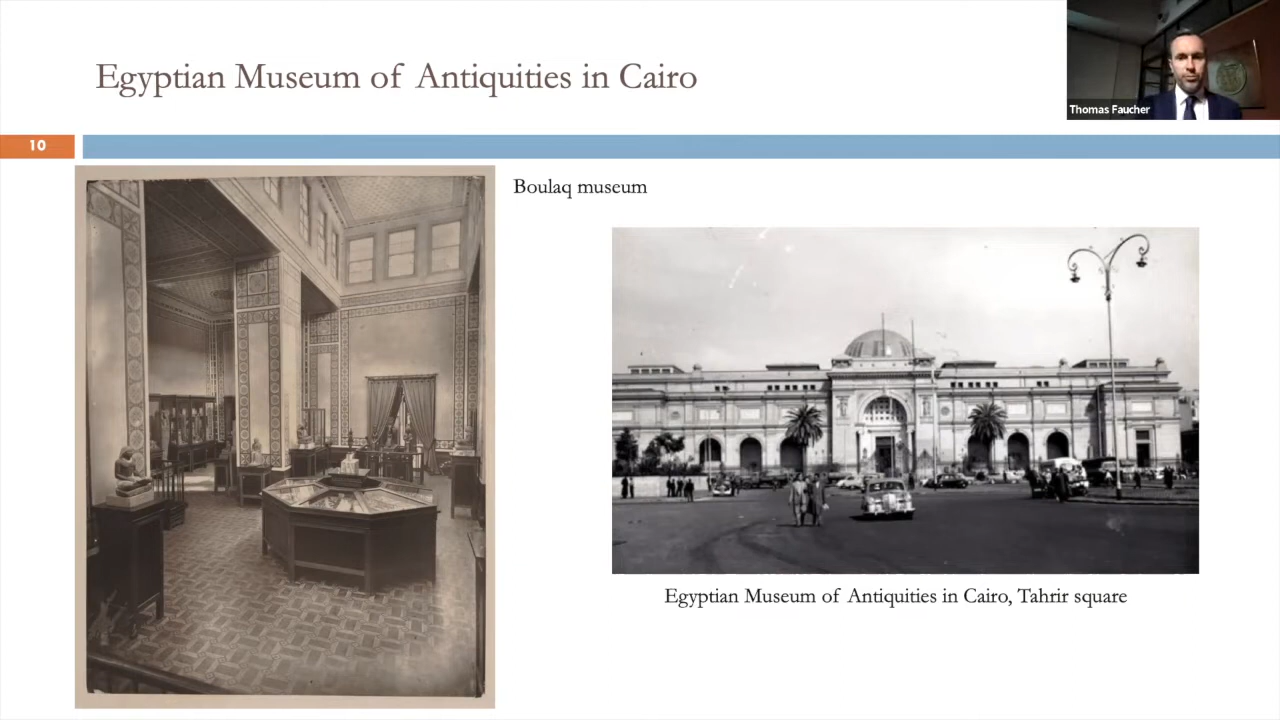 Egyptian Museum of Antiquities in Cairo
Thomas Faucher
10
Boulaq museum
Egyptian Museum of Antiquities in Cairo, Tahrir square